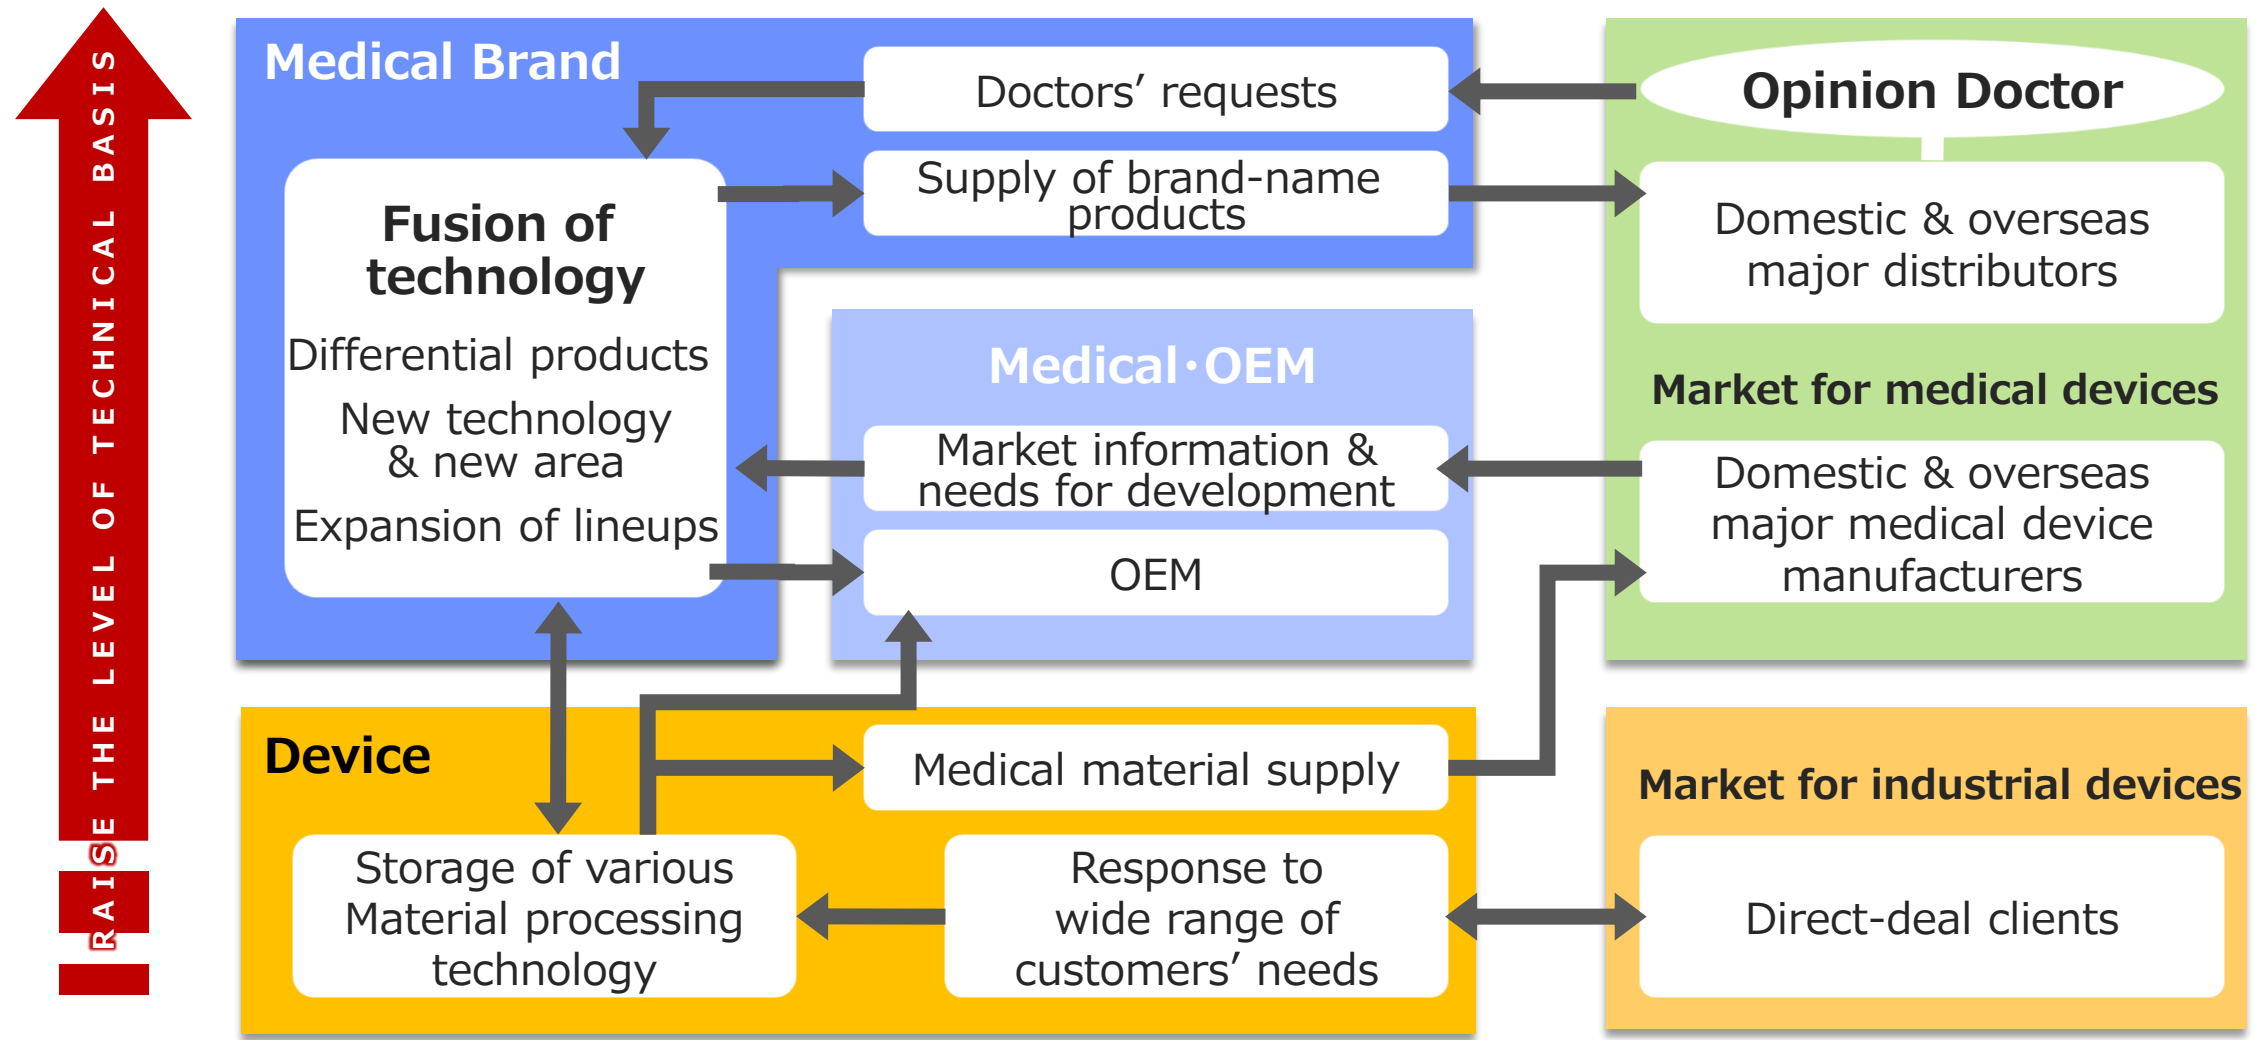 RAISE THE LEVEL OF TECHNICAL BASIS
Medical Brand
Doctors’ requests
Supply of brand-name
products
Fusion of
technology
Differential products
New technology
& new area
Expansion of lineups
Medical･OEM
Market information &
needs for development
OEM
Opinion Doctor
Domestic & overseas
major distributors
Market for medical devices
Domestic & overseas
major medical device
manufacturers
Device
Medical material supply
Storage of various
Material processing
technology
Response to
wide range of
customers’ needs
Market for industrial devices
Direct-deal clients